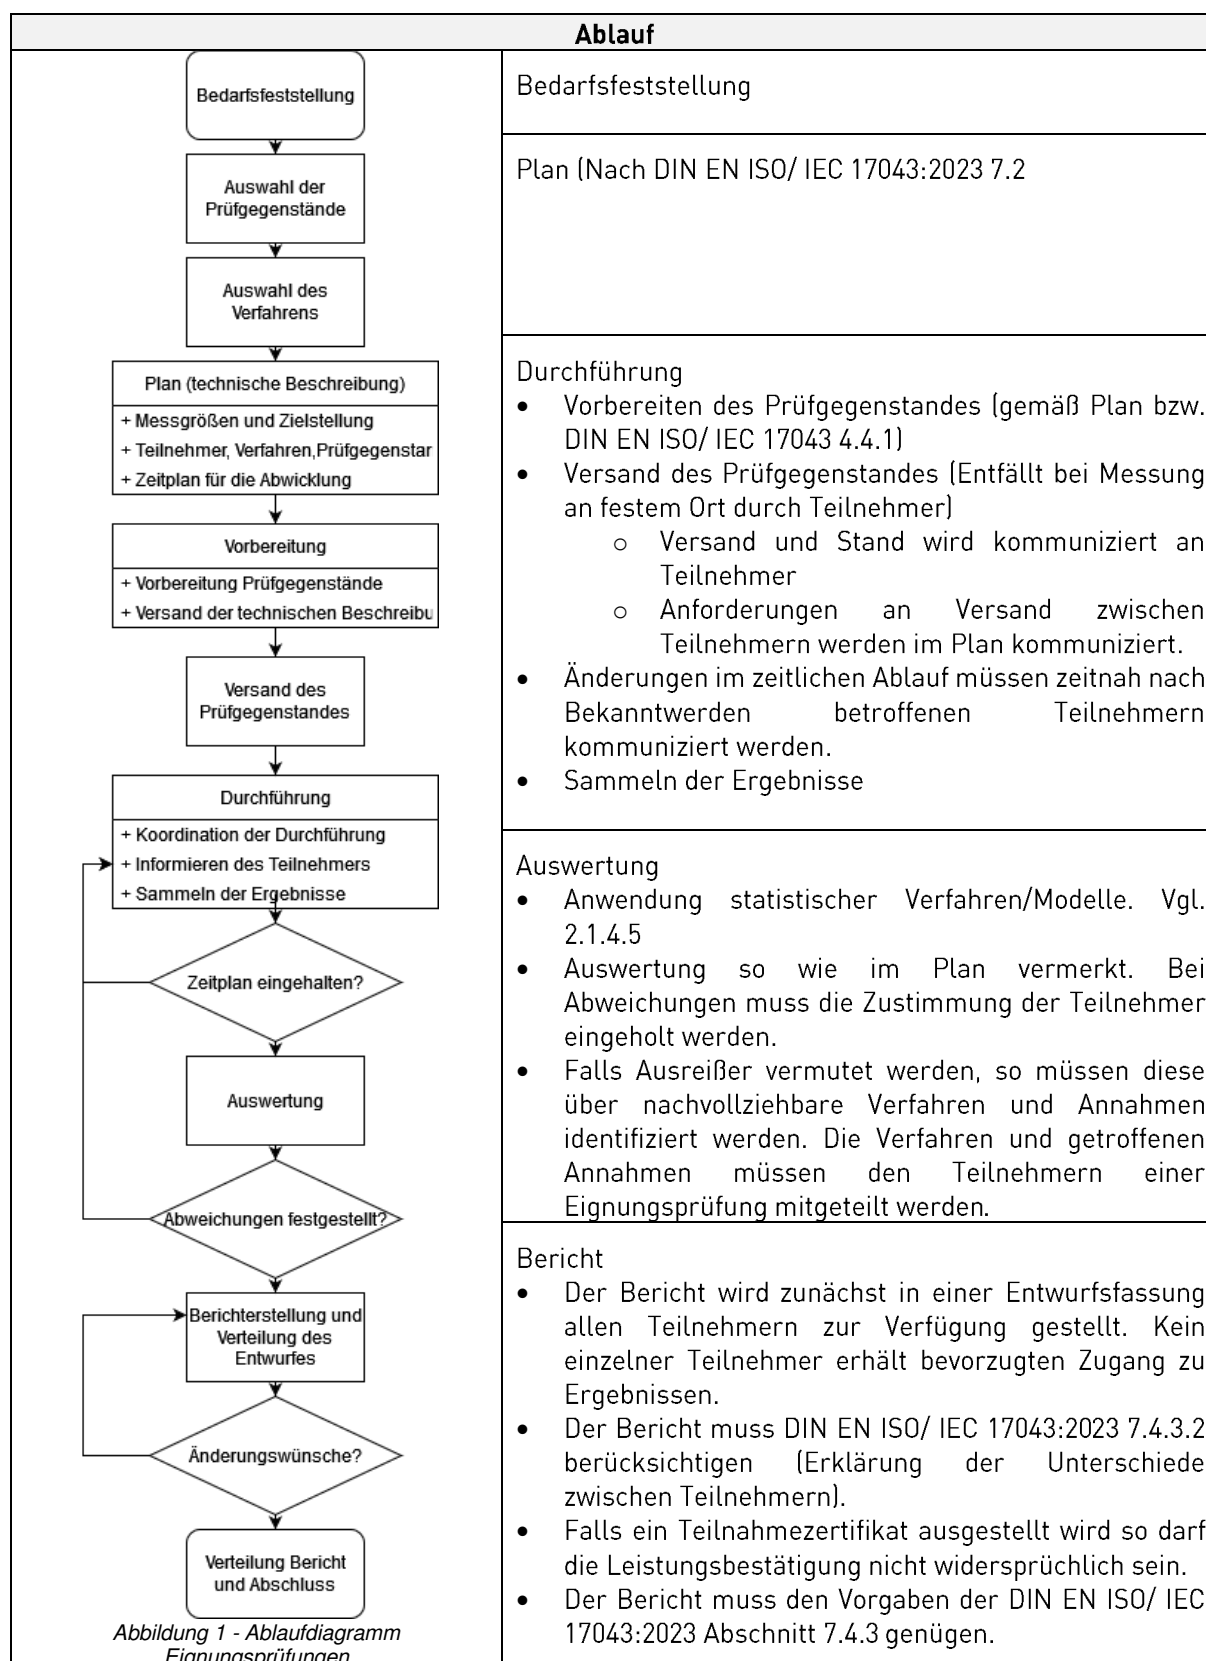 Ablauf
Bedarfsfeststellung
Auswahl der
Prüfgegenstände
Auswahl des
Verfahrens
Plan (technische Beschreibung)
+ Messgrößen und Zielstellung
+ Teilnehmer, Verfahren,Prüfgegenstar
+ Zeitplan für die Abwicklung
Vorbereitung
+ Vorbereitung Prüfgegenstände
+ Versand der technischen Beschreibu
Versand des
Prüfgegenstandes
Durchführung
+ Koordination der Durchführung
+ Informieren des Teilnehmers
+ Sammeln der Ergebnisse
Zeitplan eingehalten?
Auswertung
Abweichungen festgestellt?
Berichterstellung und
Verteilung des
Entwurfes
Änderungswünsche?
Verteilung Bericht
und Abschluss
Abbildung 1 - Ablaufdiagramm
Eignungsprüfungen
Bedarfsfeststellung
Plan (Nach DIN EN ISO/ IEC 17043:2023 7.2
Durchführung
• Vorbereiten des Prüfgegenstandes (gemäß Plan bzw.
DIN EN ISO/ IEC 17043 4.4.1)
• Versand des Prüfgegenstandes (Entfällt bei Messung
an festem Ort durch Teilnehmer)
o Versand und Stand wird kommuniziert an
Teilnehmer
o Anforderungen an Versand zwischen
Teilnehmern werden im Plan kommuniziert.
• Änderungen im zeitlichen Ablauf müssen zeitnah nach
Bekanntwerden betroffenen Teilnehmern
kommuniziert werden.
• Sammeln der Ergebnisse
Auswertung
• Anwendung statistischer Verfahren/Modelle. Vgl.
2.1.4.5
• Auswertung so wie im Plan vermerkt. Bei
Abweichungen muss die Zustimmung der Teilnehmer
eingeholt werden.
• Falls Ausreißer vermutet werden, so müssen diese
über nachvollziehbare Verfahren und Annahmen
identifiziert werden. Die Verfahren und getroffenen
Annahmen müssen den Teilnehmern einer
Eignungsprüfung mitgeteilt werden.
Bericht
• Der Bericht wird zunächst in einer Entwurfsfassung
allen Teilnehmern zur Verfügung gestellt. Kein
einzelner Teilnehmer erhält bevorzugten Zugang zu
Ergebnissen.
• Der Bericht muss DIN EN ISO/ IEC 17043:2023 7.4.3.2
berücksichtigen (Erklärung der Unterschiede
zwischen Teilnehmern).
• Falls ein Teilnahmezertifikat ausgestellt wird so darf
die Leistungsbestätigung nicht widersprüchlich sein.
• Der Bericht muss den Vorgaben der DIN EN ISO/ IEC
17043:2023 Abschnitt 7.4.3 genügen.